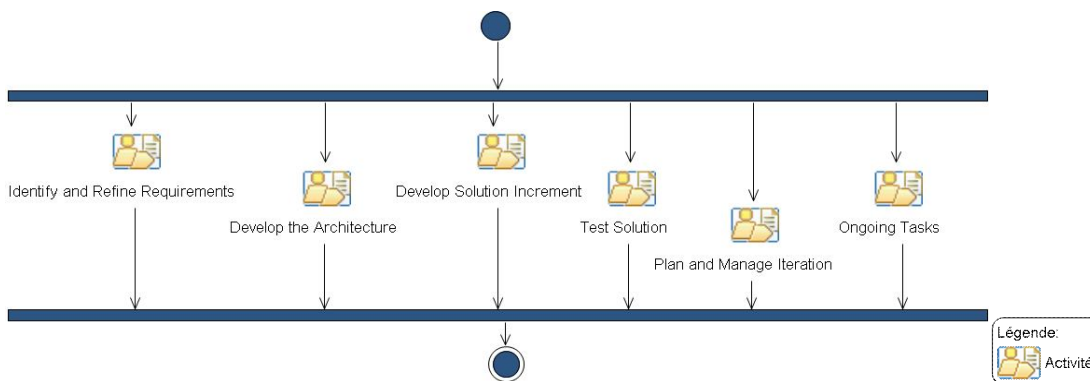 Identify and Refine Requirements
Develop Solution Increment
Develop the Architecture
Test Solution
Ongoing Tasks
Plan and Manage Iteration
Légende:
Activité